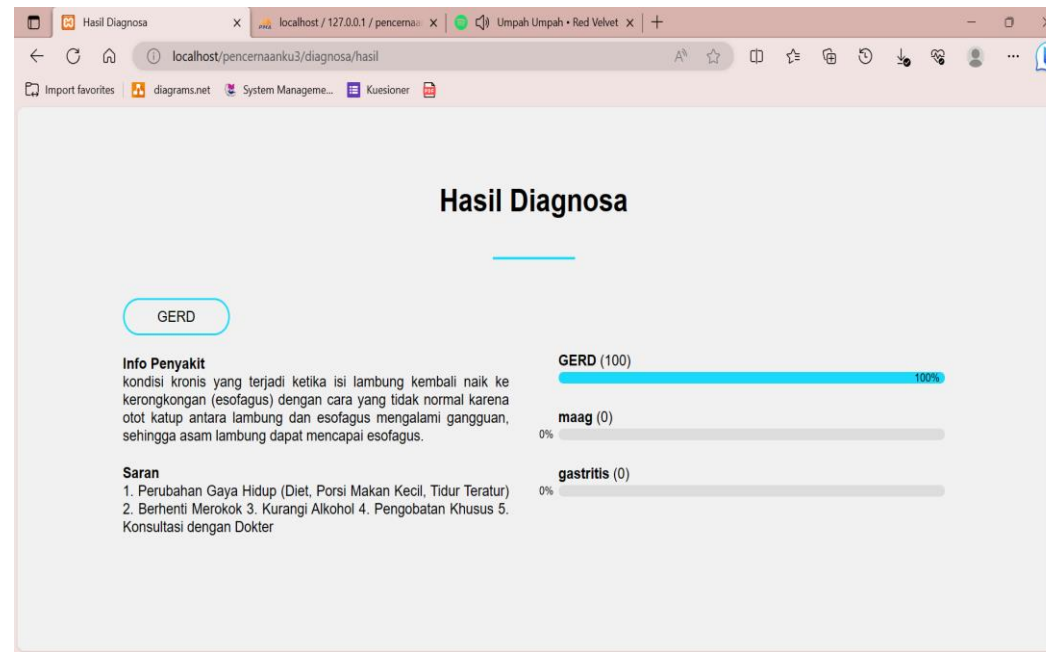 Hasil Diagnosa
localhost / 127.0.0.1 / pencernaa
Umpah Umpah • Red Velvet
localhost/pencernaanku3/diagnosa/hasil
Import favorites
diagrams.net
System Manageme...
Kuesioner
Hasil Diagnosa
GERD
Info Penyakit
kondisi kronis yang terjadi ketika isi lambung kembali naik ke
kerongkongan (esofagus) dengan cara yang tidak normal karena
otot katup antara lambung dan esofagus mengalami gangguan,
sehingga asam lambung dapat mencapai esofagus.
Saran
1. Perubahan Gaya Hidup (Diet, Porsi Makan Kecil, Tidur Teratur)
2. Berhenti Merokok 3. Kurangi Alkohol 4. Pengobatan Khusus 5.
Konsultasi dengan Dokter
GERD (100)
100%
maag (0)
0%
gastritis (0)
0%